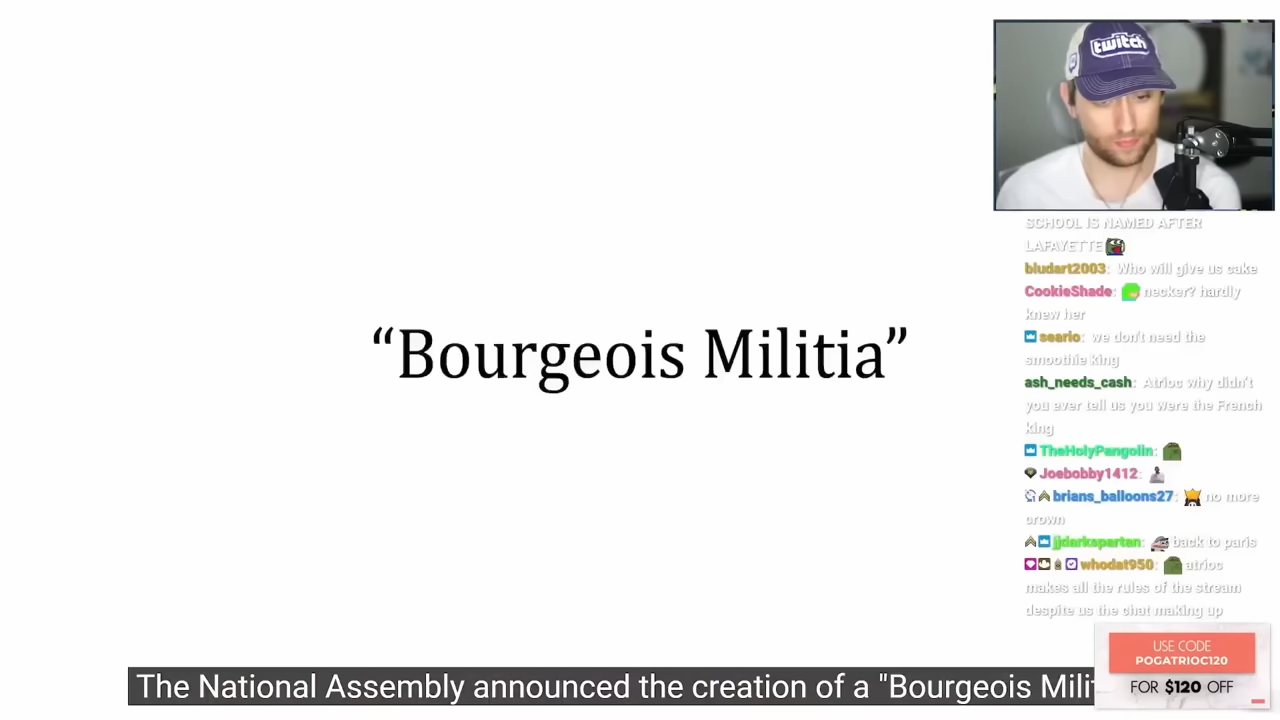 twitch
SCHOOL IS NAMED AFTER
LAFAYETTE
bludart2003: Who will give us cake
CookieShade: necker? hardly
knew her
seario: we don't need the
smoothie king
ash_needs_cash: Atrioc why didn't
you ever tell us you were the French
king
TheHolyPangolin:
Joebobby1412:
brians_balloons27: no more
crown
jjdarkspartan: back to paris
whodat950: atrioc
makes all the rules of the stream
despite us the chat making up
“Bourgeois Militia”
The National Assembly announced the creation of a "Bourgeois Milit
USE CODE
POGATRIOC120
FOR $120 OFF